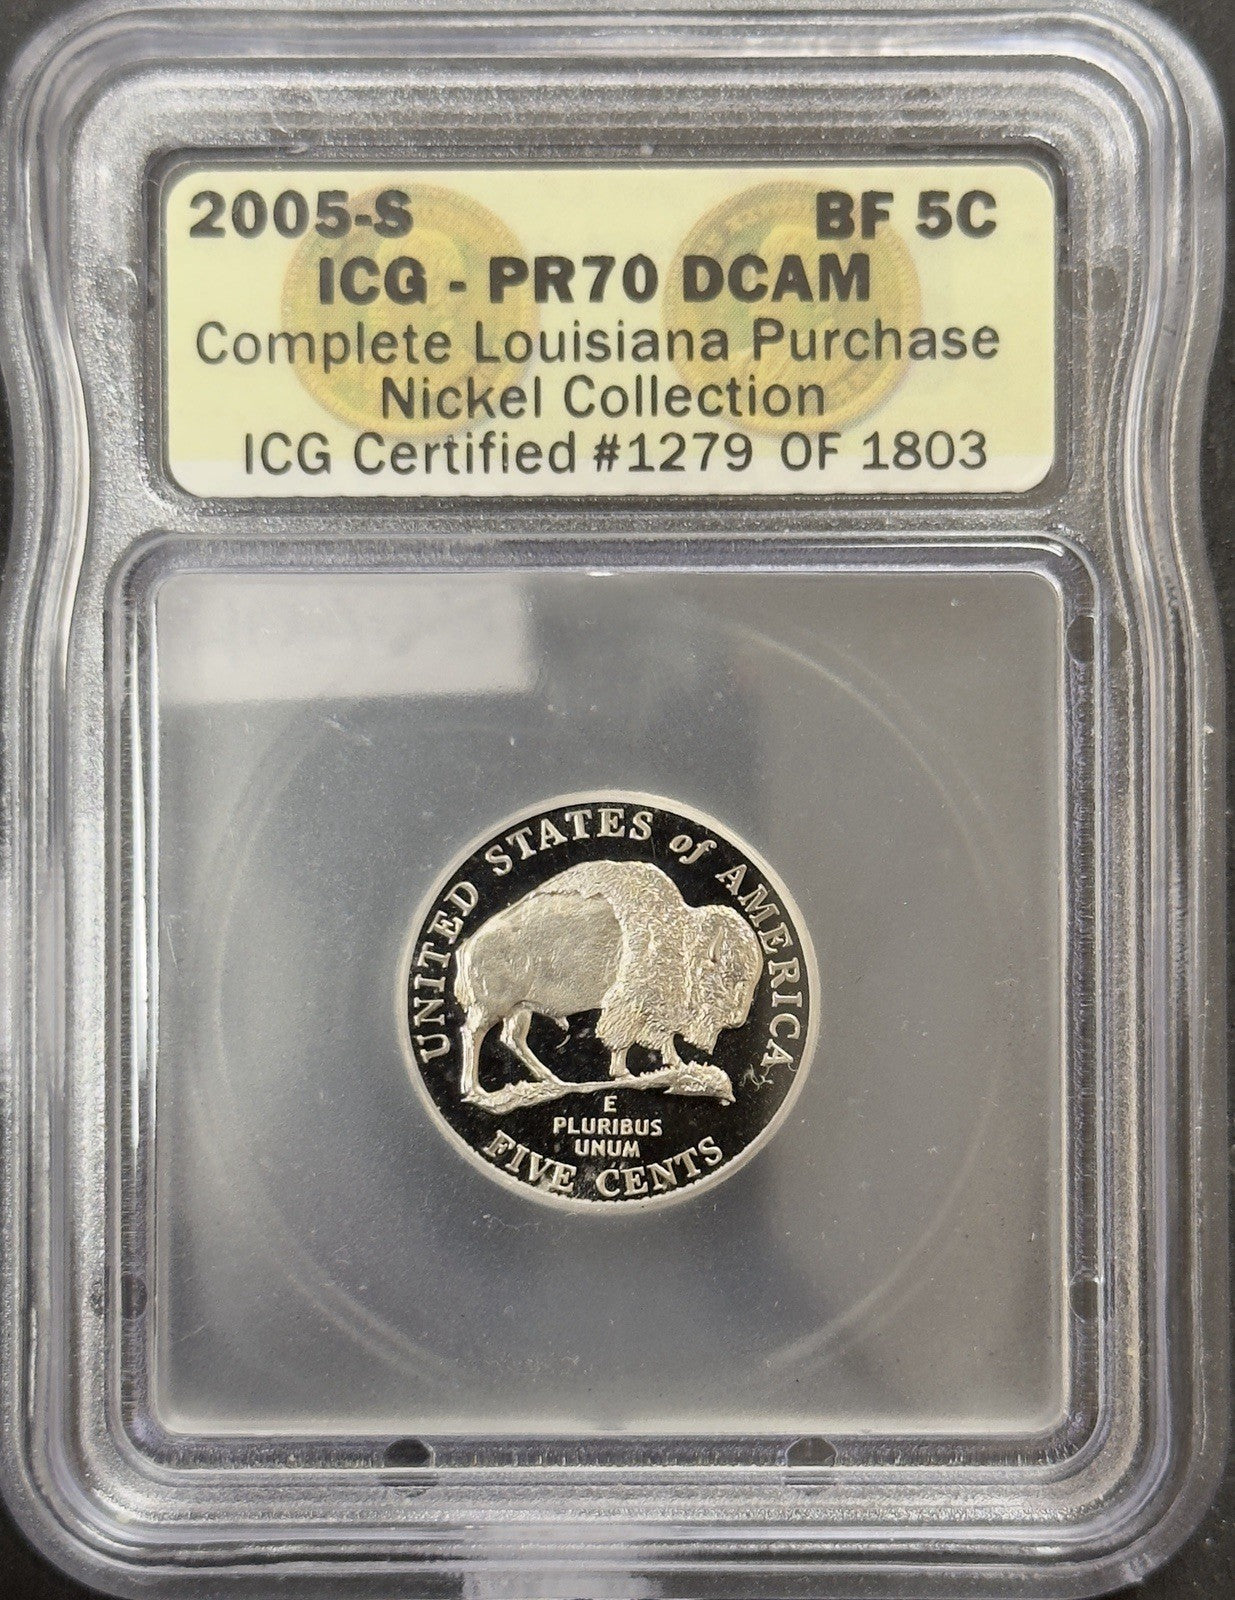 2005-S BF 5C
ICG - PR70 DCAM
Complete Louisiana Purchase
Nickel Collection
ICG Certified #1279 OF 1803
UNITED STATES of AMERICA
E
PLURIBUS
UNUM
FIVE CENTS